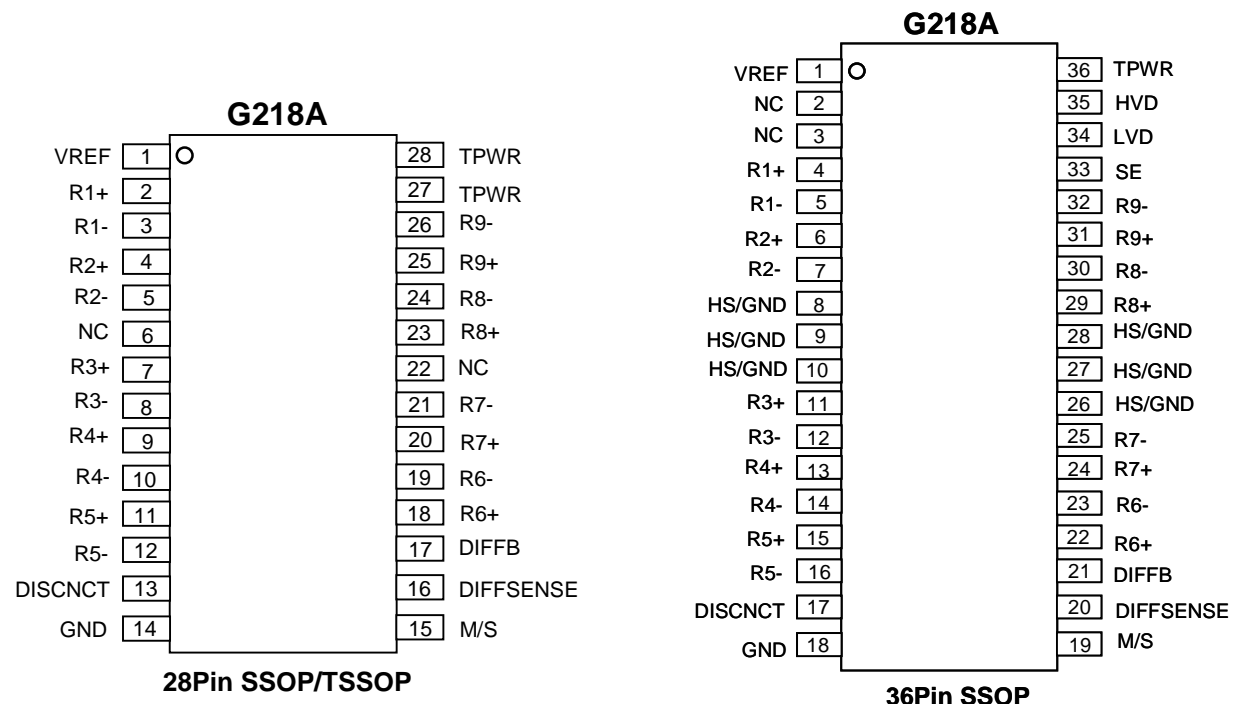 G218A
VREF 1 28 TPWR
R1+ 2 27 TPWR
R1- 3 26 R9-
R2+ 4 25 R9+
R2- 5 24 R8-
NC 6 23 R8+
R3+ 7 22 NC
R3- 8 21 R7-
R4+ 9 20 R7+
R4- 10 19 R6-
R5+ 11 18 R6+
R5- 12 17 DIFFB
DISCNCT 13 16 DIFFSENSE
GND 14 15 M/S
28Pin SSOP/TSSOP
G218A
VREF 1 36 TPWR
NC 2 35 HVD
NC 3 34 LVD
R1+ 4 33 SE
R1- 5 32 R9-
R2+ 6 31 R9+
R2- 7 30 R8-
HS/GND 8 29 R8+
HS/GND 9 28 HS/GND
HS/GND 10 27 HS/GND
R3+ 11 26 HS/GND
R3- 12 25 R7-
R4+ 13 24 R7+
R4- 14 23 R6-
R5+ 15 22 R6+
R5- 16 21 DIFFB
DISCNCT 17 20 DIFFSENSE
GND 18 19 M/S
36Pin SSOP